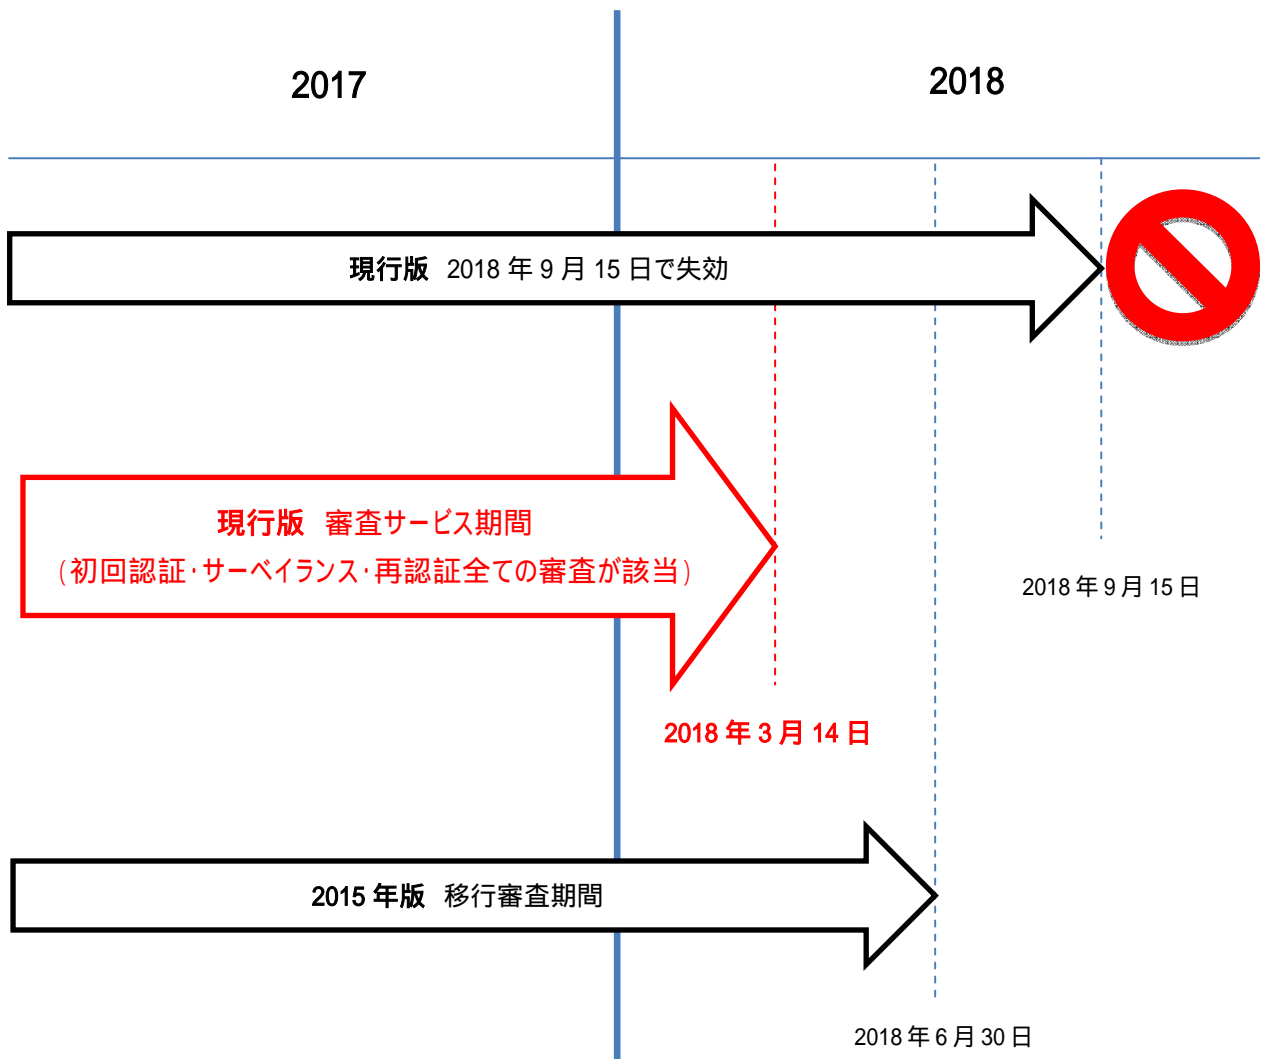 2017
2018
現行版 2018 年 9 月 15 日で失効
現行版 審査サービス期間
(初回認証・サーベイランス・再認証全ての審査が該当)
2018 年 9 月 15 日
2018 年 3 月 14 日
2015 年版 移行審査期間
2018 年 6 月 30 日